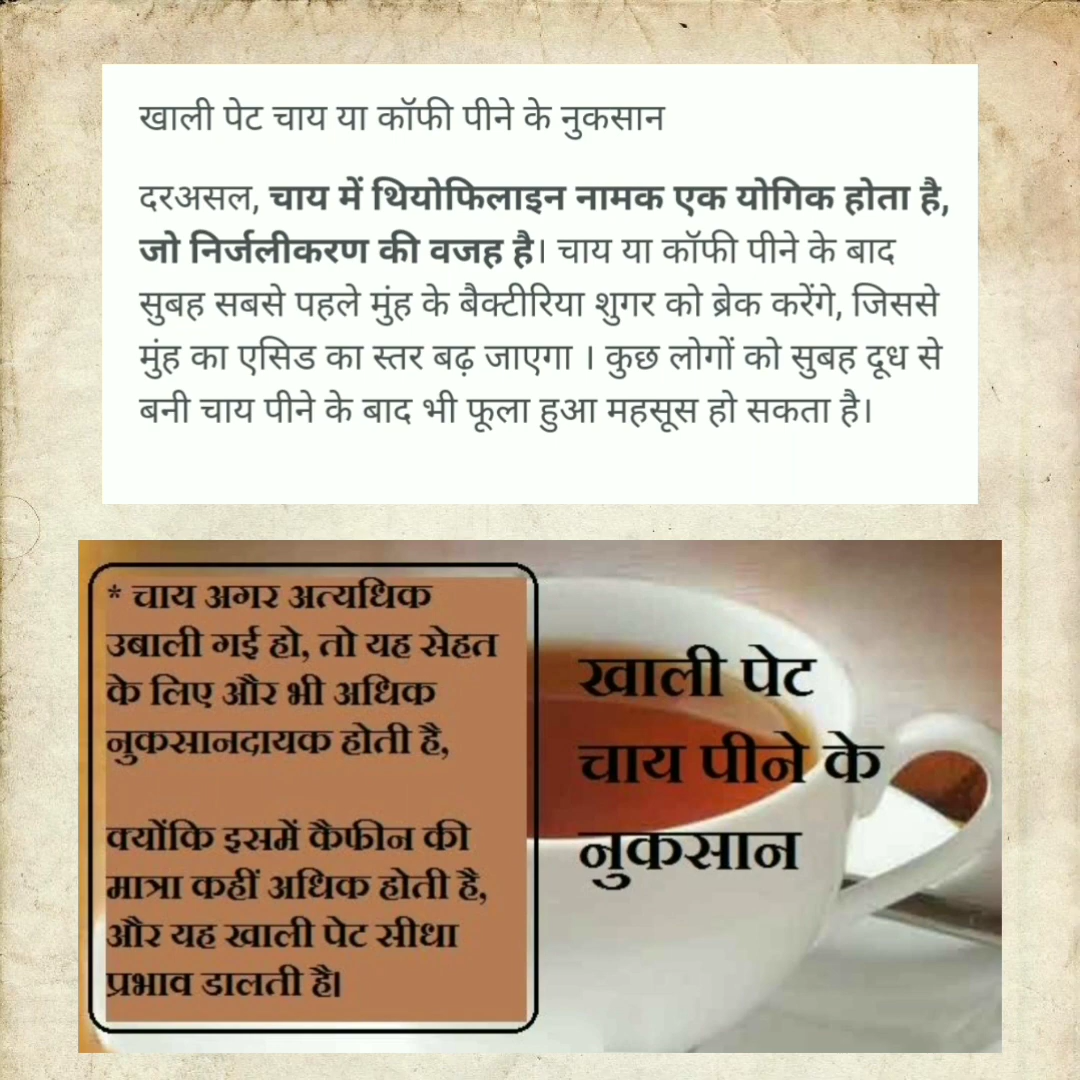 खाली पेट चाय या कॉफी पीने के नुकसान
दरअसल, चाय में थियोफिलाइन नामक एक योगिक होता है,
जो निर्जलीकरण की वजह है। चाय या कॉफी पीने के बाद
सुबह सबसे पहले मुंह के बैक्टीरिया शुगर को ब्रेक करेंगे, जिससे
मुंह का एसिड का स्तर बढ़ जाएगा । कुछ लोगों को सुबह दूध से
बनी चाय पीने के बाद भी फूला हुआ महसूस हो सकता है।
* चाय अगर अत्यधिक
उबाली गई हो, तो यह सेहत
के लिए और भी अधिक
नुकसानदायक होती है,
क्योंकि इसमें कैफीन की
मात्रा कहीं अधिक होती है,
और यह खाली पेट सीधा
प्रभाव डालती है।
खाली पेट
चाय पीने के
नुकसान